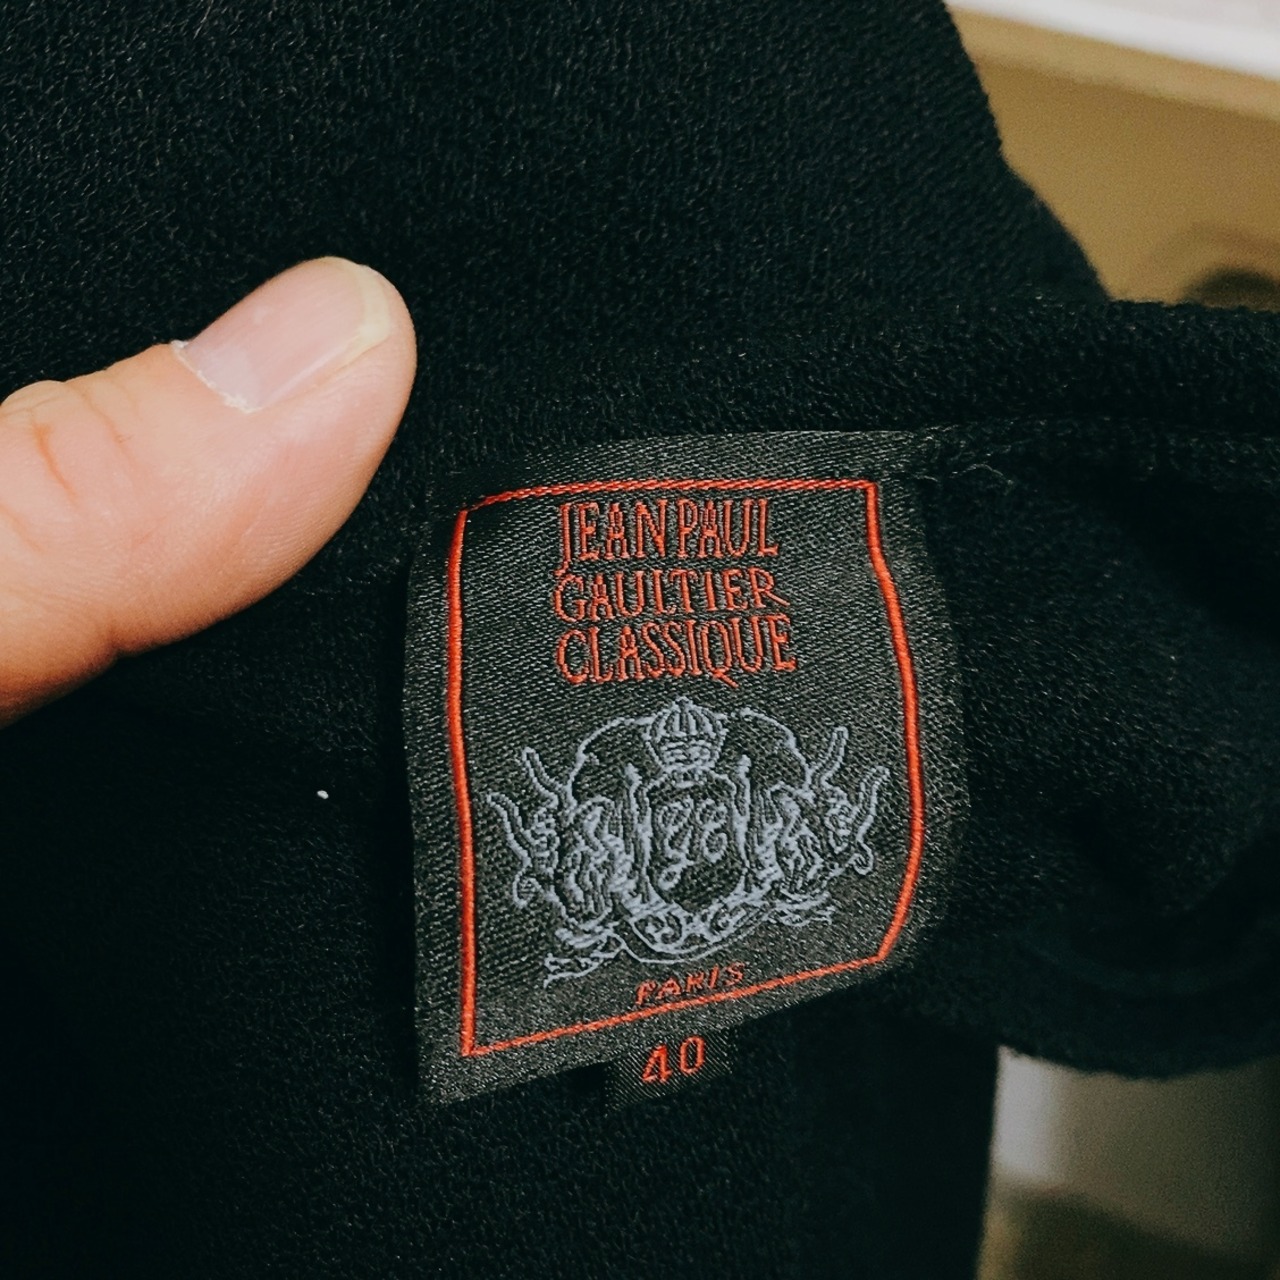 JEAN PAUL
GAULTIER
CLASSIQUE
PARIS
40